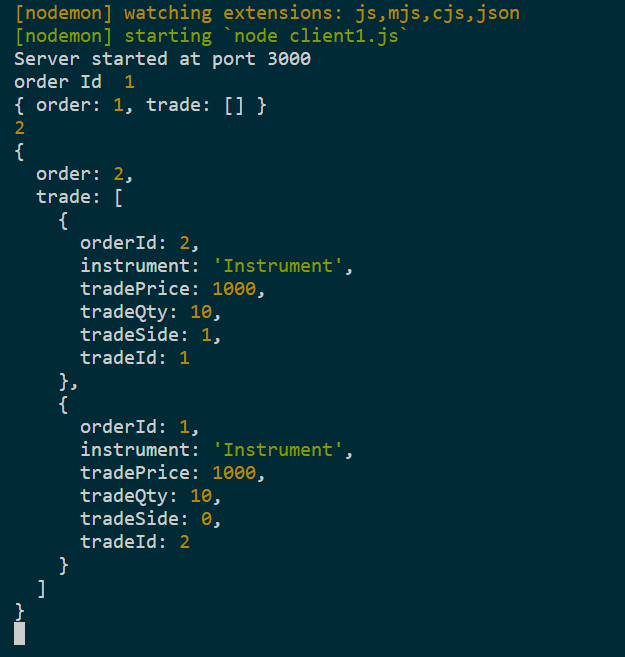 [nodemon] watching extensions: js,mjs,cjs,json
[nodemon] starting `node client1.js`
Server started at port 3000
order Id  1
{ order: 1, trade: [] }
2
{
  order: 2,
  trade: [
    {
      orderId: 2,
      instrument: 'Instrument',
      tradePrice: 1000,
      tradeQty: 10,
      tradeSide: 1,
      tradeId: 1
    },
    {
      orderId: 1,
      instrument: 'Instrument',
      tradePrice: 1000,
      tradeQty: 10,
      tradeSide: 0,
      tradeId: 2
    }
  ]
}